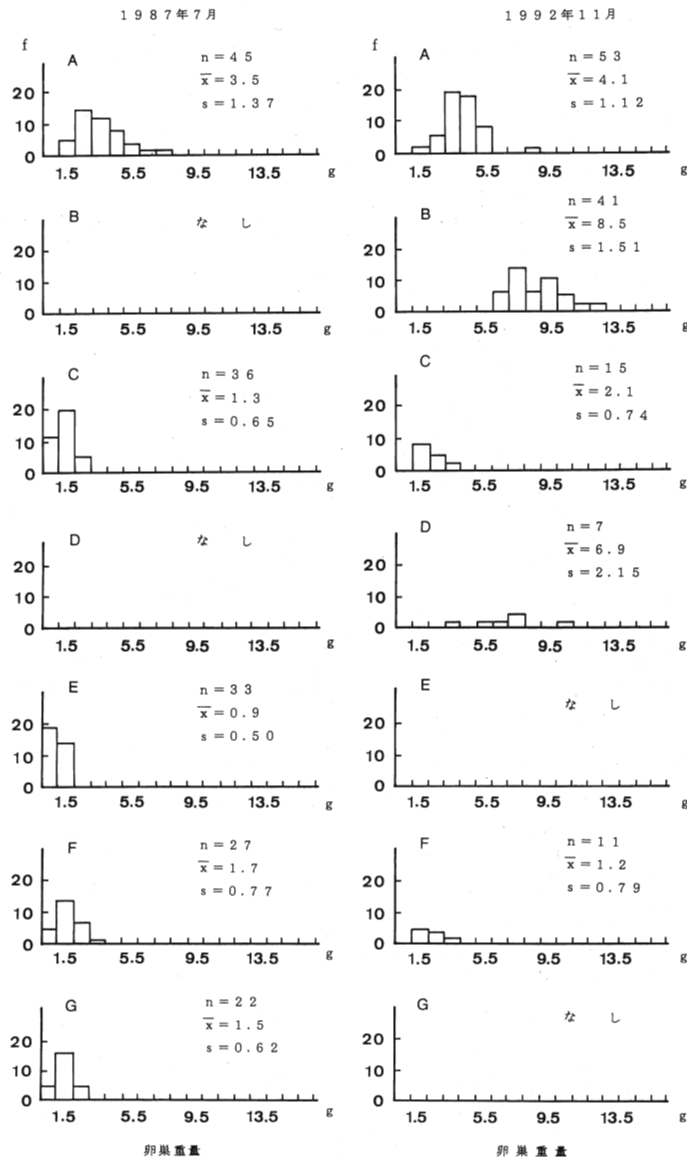 1987年7月
f
A
n=45
x̄=3.5
s=1.37
20
10
0
1.5 5.5 9.5 13.5 g
B
なし
20
10
0
1.5 5.5 9.5 13.5 g
C
n=36
x̄=1.3
s=0.65
20
10
0
1.5 5.5 9.5 13.5 g
D
なし
20
10
0
1.5 5.5 9.5 13.5 g
E
n=33
x̄=0.9
s=0.50
20
10
0
1.5 5.5 9.5 13.5 g
F
n=27
x̄=1.7
s=0.77
20
10
0
1.5 5.5 9.5 13.5 g
G
n=22
x̄=1.5
s=0.62
20
10
0
1.5 5.5 9.5 13.5 g
卵巣重量
1992年11月
f
A
n=53
x̄=4.1
s=1.12
20
10
0
1.5 5.5 9.5 13.5 g
B
n=41
x̄=8.5
s=1.51
20
10
0
1.5 5.5 9.5 13.5 g
C
n=15
x̄=2.1
s=0.74
20
10
0
1.5 5.5 9.5 13.5 g
D
n=7
x̄=6.9
s=2.15
20
10
0
1.5 5.5 9.5 13.5 g
E
なし
20
10
0
1.5 5.5 9.5 13.5 g
F
n=11
x̄=1.2
s=0.79
20
10
0
1.5 5.5 9.5 13.5 g
G
なし
20
10
0
1.5 5.5 9.5 13.5 g
卵巣重量